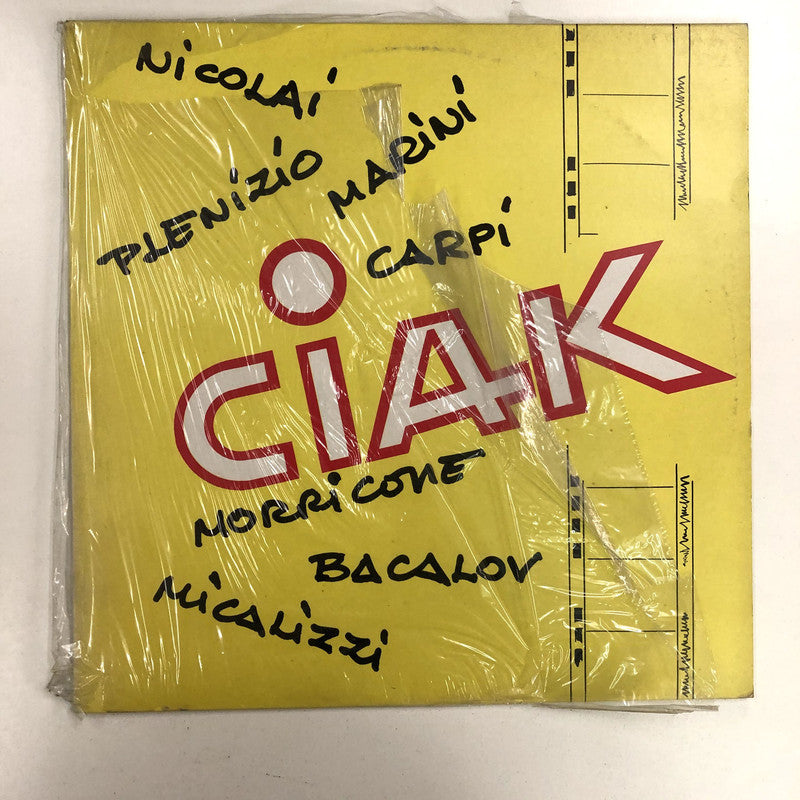 NicOLAi
PLENiZiO
MARiNi
CARPi
CiAK
MORRiCONE
BACALOV
MiCALiZZi